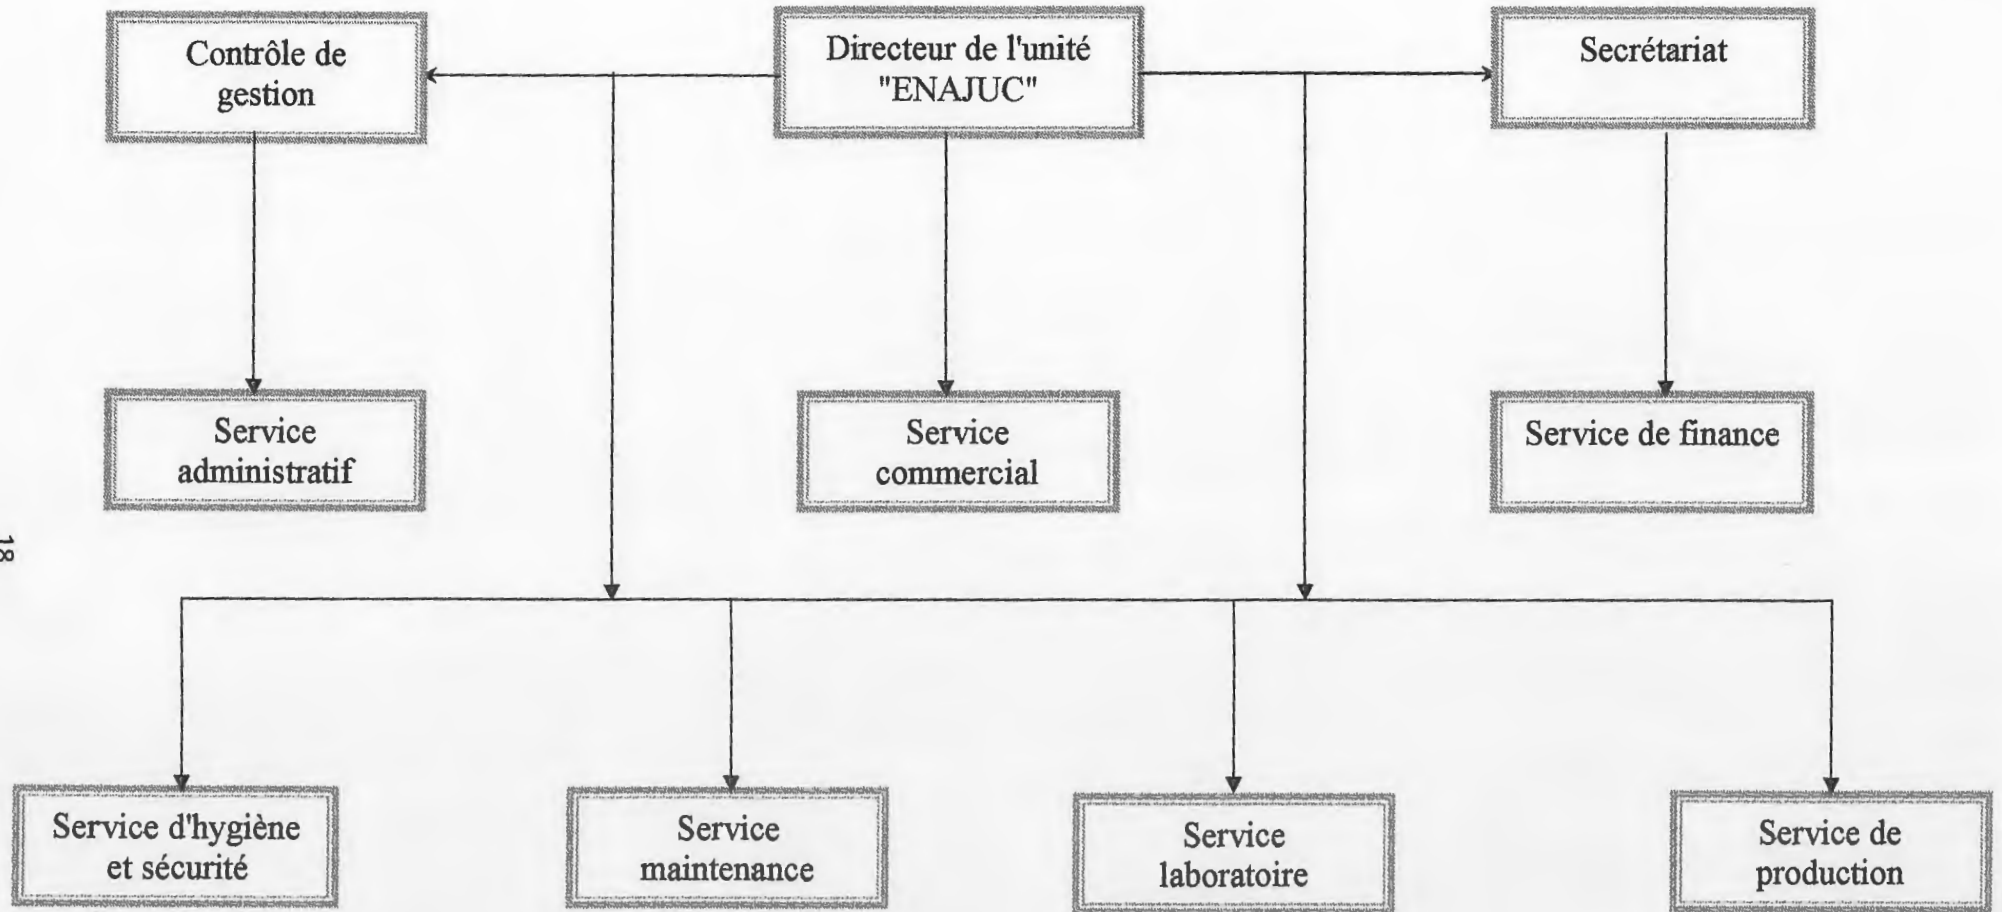 Contrôle de
gestion
Directeur de l'unité
"ENAJUC"
Secrétariat
Service
administratif
Service
commercial
Service de finance
18
Service d'hygiène
et sécurité
Service
maintenance
Service
laboratoire
Service de
production